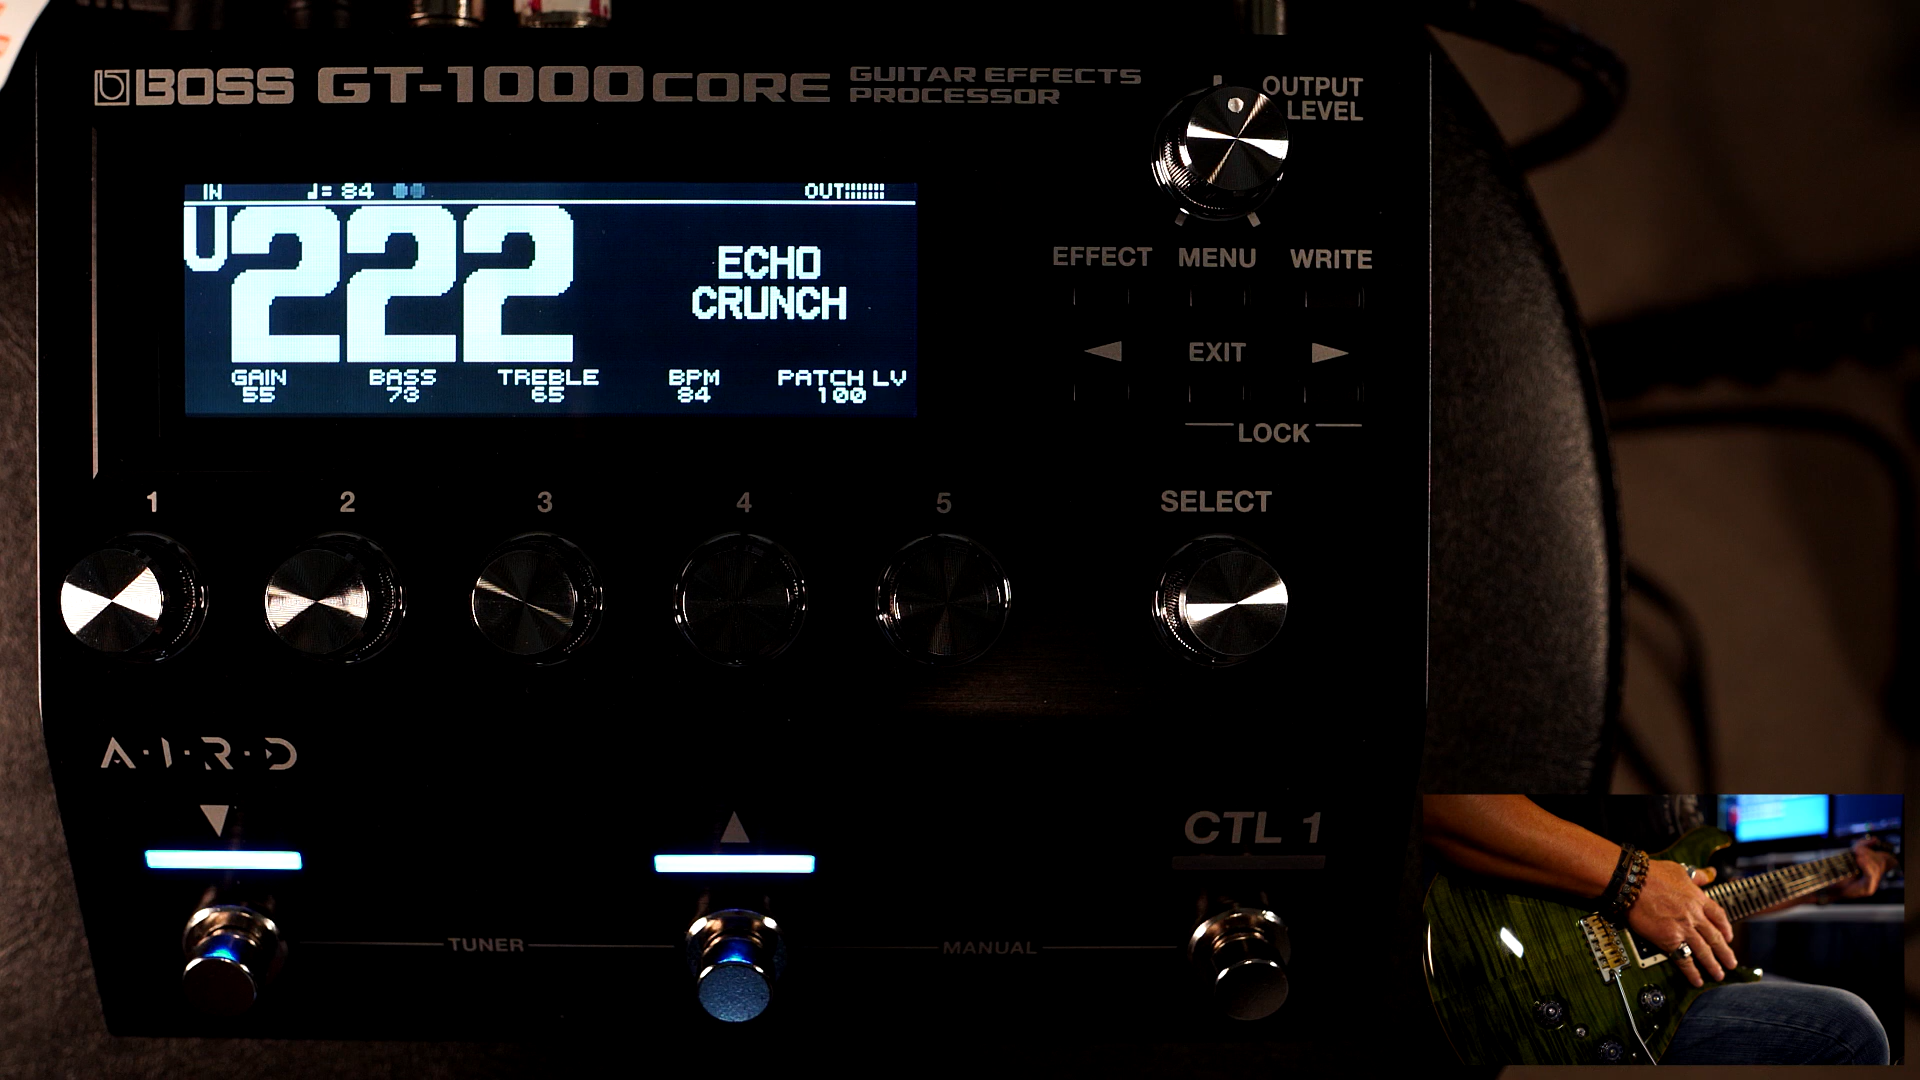 BOSS GT-1000CORE GUITAR EFFECTS
PROCESSOR
OUTPUT
LEVEL
IN ♩= 84 OUT
U222
ECHO
CRUNCH
GAIN BASS TREBLE BPM PATCH LV
55 73 65 84 100
EFFECT MENU WRITE
EXIT
LOCK
1 2 3 4 5 SELECT
A·I·R·D
CTL 1
TUNER MANUAL